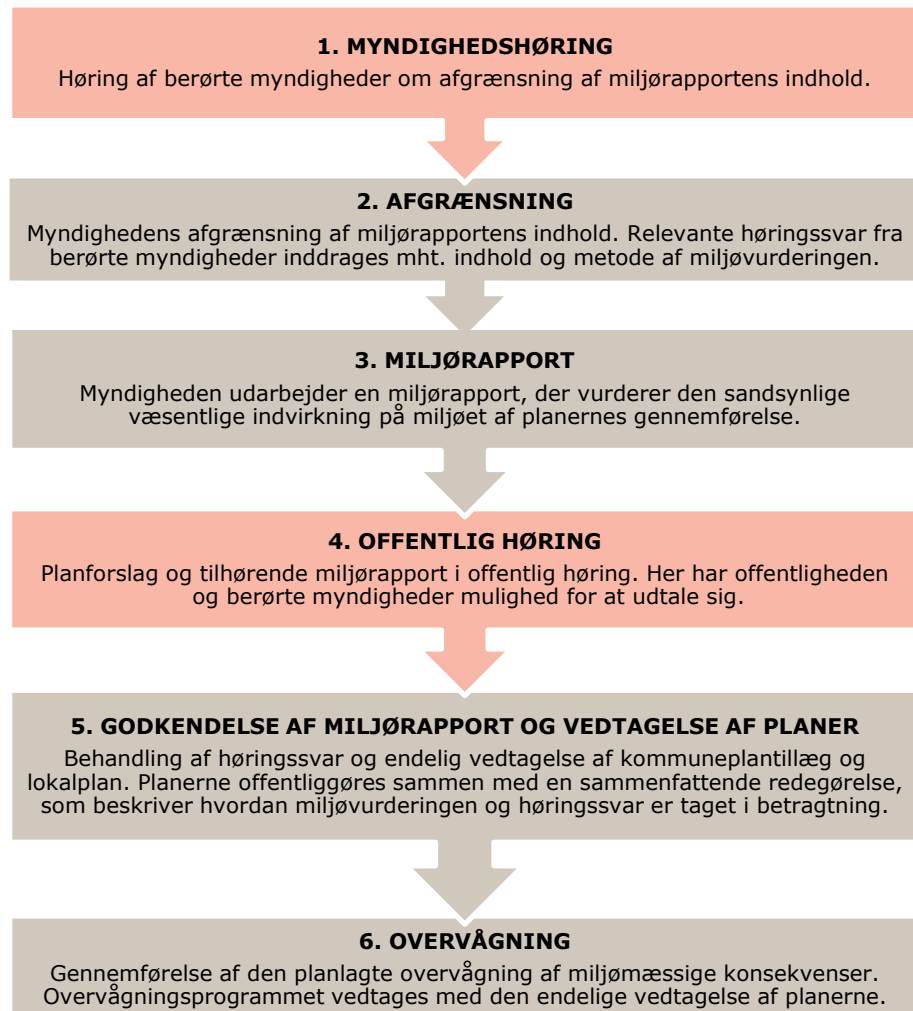 1. MYNDIGHEDSHØRING
Høring af berørte myndigheder om afgrænsning af miljørapportens indhold.
2. AFGRÆNSNING
Myndighedens afgrænsning af miljørapportens indhold. Relevante høringssvar fra
berørte myndigheder inddrages mht. indhold og metode af miljøvurderingen.
3. MILJØRAPPORT
Myndigheden udarbejder en miljørapport, der vurderer den sandsynlige
væsentlige indvirkning på miljøet af planernes gennemførelse.
4. OFFENTLIG HØRING
Planforslag og tilhørende miljørapport i offentlig høring. Her har offentligheden
og berørte myndigheder mulighed for at udtale sig.
5. GODKENDELSE AF MILJØRAPPORT OG VEDTAGELSE AF PLANER
Behandling af høringssvar og endelig vedtagelse af kommuneplantillæg og
lokalplan. Planerne offentliggøres sammen med en sammenfattende redegørelse,
som beskriver hvordan miljøvurderingen og høringssvar er taget i betragtning.
6. OVERVÅGNING
Gennemførelse af den planlagte overvågning af miljømæssige konsekvenser.
Overvågningsprogrammet vedtages med den endelige vedtagelse af planerne.